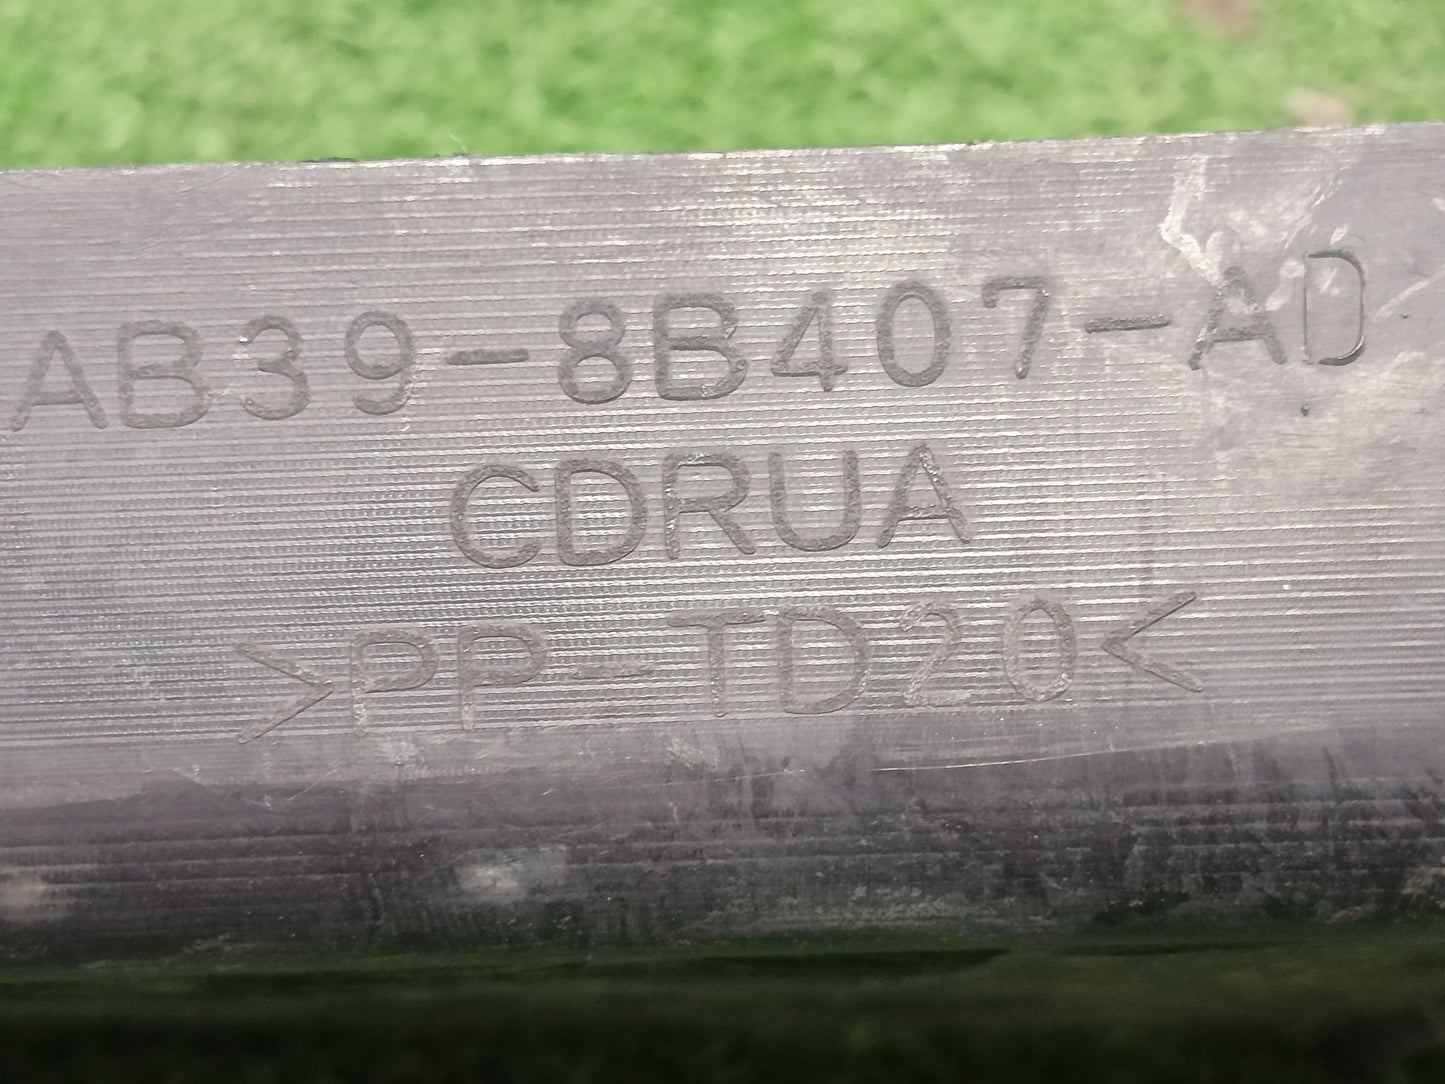 AB39-8B407-AD
CDRUA
>PP-TD20<